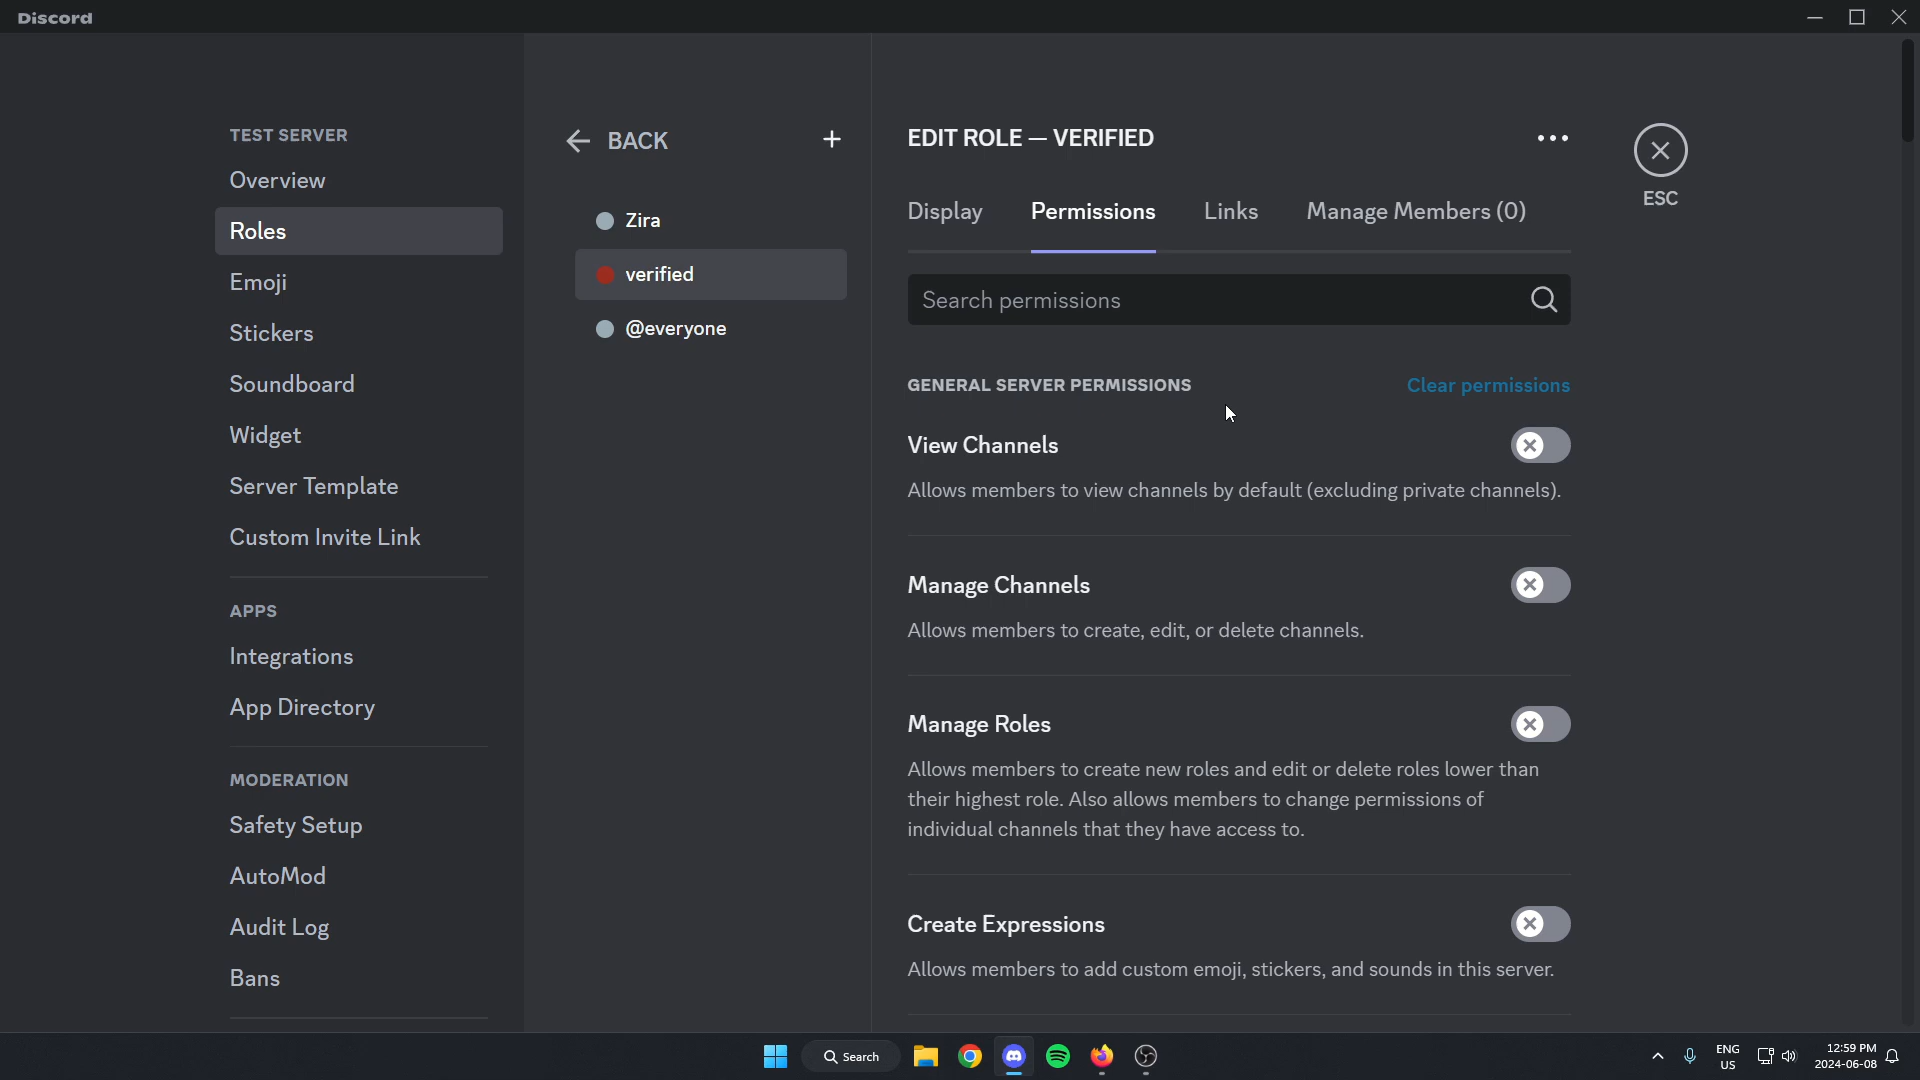 Discord
TEST SERVER
Overview
Roles
Emoji
Stickers
Soundboard
Widget
Server Template
Custom Invite Link
APPS
Integrations
App Directory
MODERATION
Safety Setup
AutoMod
Audit Log
Bans
BACK
Zira
verified
@everyone
EDIT ROLE — VERIFIED
ESC
Display Permissions Links Manage Members (0)
Search permissions
GENERAL SERVER PERMISSIONS Clear permissions
View Channels
Allows members to view channels by default (excluding private channels).
Manage Channels
Allows members to create, edit, or delete channels.
Manage Roles
Allows members to create new roles and edit or delete roles lower than
their highest role. Also allows members to change permissions of
individual channels that they have access to.
Create Expressions
Allows members to add custom emoji, stickers, and sounds in this server.
Search
ENG
US
12:59 PM
2024-06-08